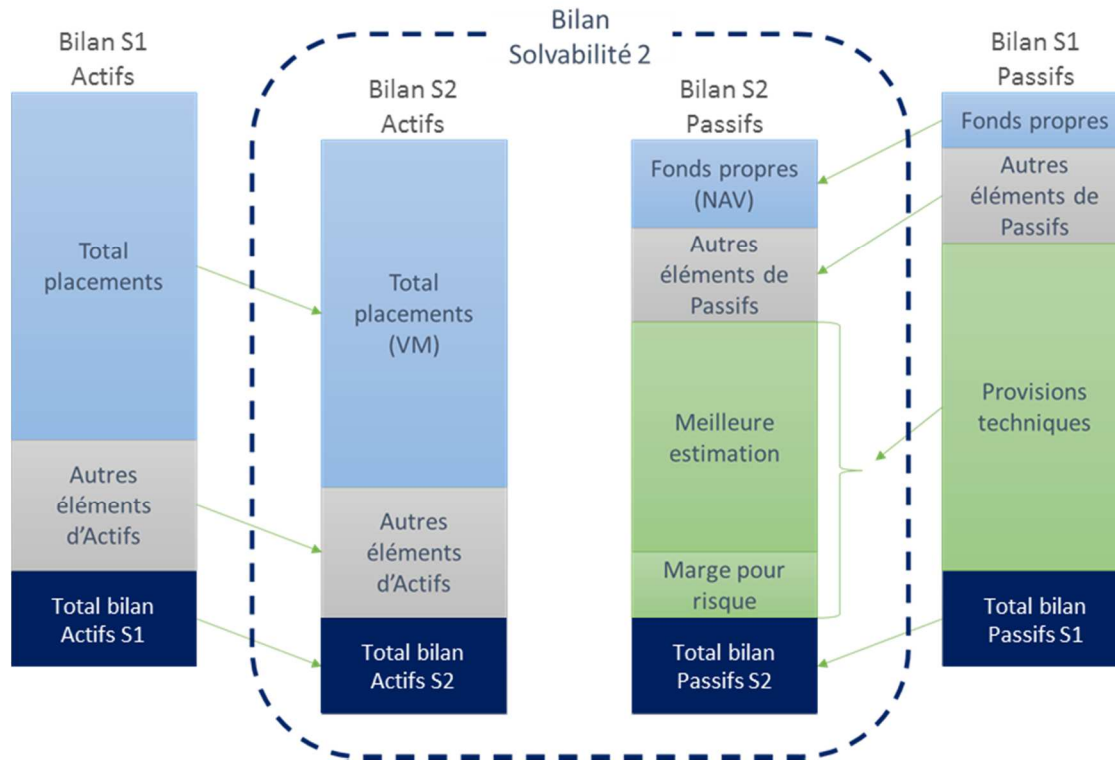 Bilan
Solvabilité 2
Bilan S1
Actifs
Total
placements
Autres
éléments
d'Actifs
Total bilan
Actifs S1
Bilan S2
Actifs
Total
placements
(VM)
Autres
éléments
d'Actifs
Total bilan
Actifs S2
Bilan S2
Passifs
Fonds propres
(NAV)
Autres
éléments de
Passifs
Meilleure
estimation
Marge pour
risque
Total bilan
Passifs S2
Bilan S1
Passifs
Fonds propres
Autres
éléments de
Passifs
Provisions
techniques
Total bilan
Passifs S1